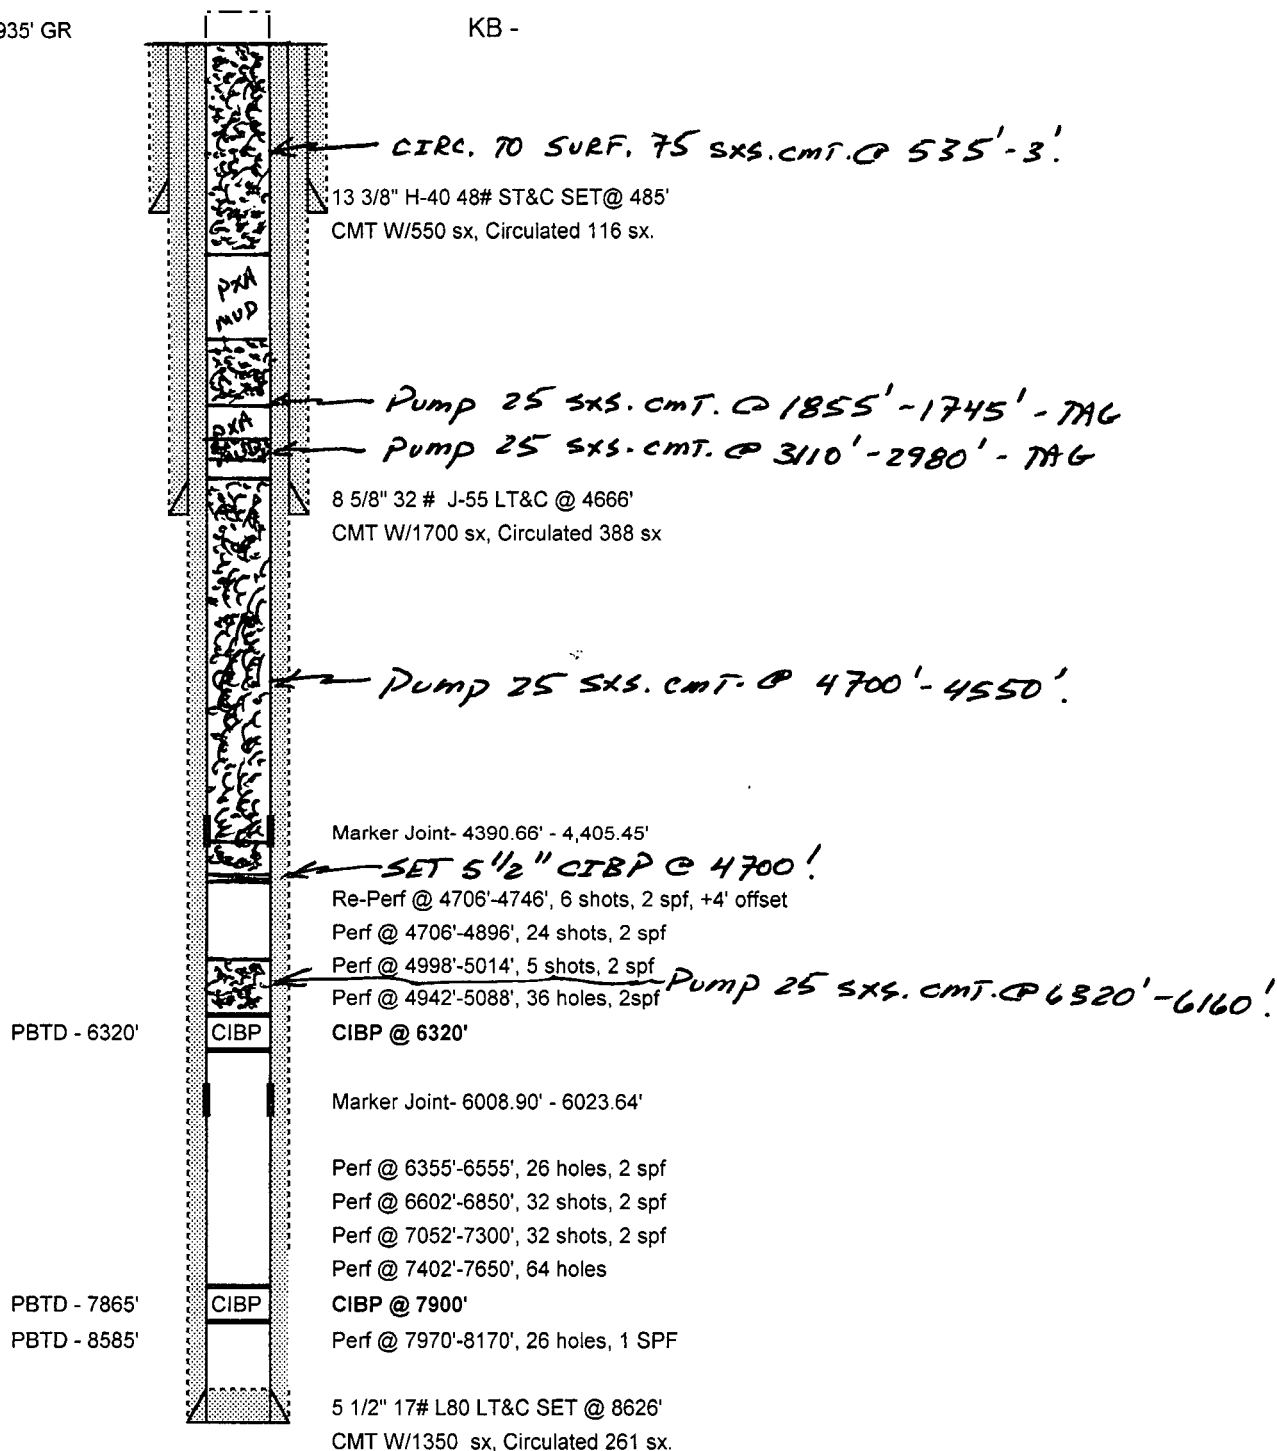 935' GR
KB -
CIRC. TO SURF. 75 SXS. CMT. @ 535'-3'.
13 3/8" H-40 48# ST&C SET@ 485'
CMT W/550 sx, Circulated 116 sx.
PXA
MUD
Pump 25 SXS. CMT. @ 1855'-1745' - TAG
PXA
Pump 25 SXS. CMT. @ 3110'-2980' - TAG
8 5/8" 32 # J-55 LT&C @ 4666'
CMT W/1700 sx, Circulated 388 sx
Pump 25 SXS. CMT. @ 4700'-4550'.
Marker Joint- 4390.66' - 4,405.45'
SET 5 1/2" CIBP @ 4700'.
Re-Perf @ 4706'-4746', 6 shots, 2 spf, +4' offset
Perf @ 4706'-4896', 24 shots, 2 spf
Perf @ 4998'-5014', 5 shots, 2 spf
Pump 25 SXS. CMT. @ 6320'-6160'.
Perf @ 4942'-5088', 36 holes, 2spf
PBTD - 6320' CIBP CIBP @ 6320'
Marker Joint- 6008.90' - 6023.64'
Perf @ 6355'-6555', 26 holes, 2 spf
Perf @ 6602'-6850', 32 shots, 2 spf
Perf @ 7052'-7300', 32 shots, 2 spf
Perf @ 7402'-7650', 64 holes
PBTD - 7865' CIBP CIBP @ 7900'
PBTD - 8585' Perf @ 7970'-8170', 26 holes, 1 SPF
5 1/2" 17# L80 LT&C SET @ 8626'
CMT W/1350 sx, Circulated 261 sx.